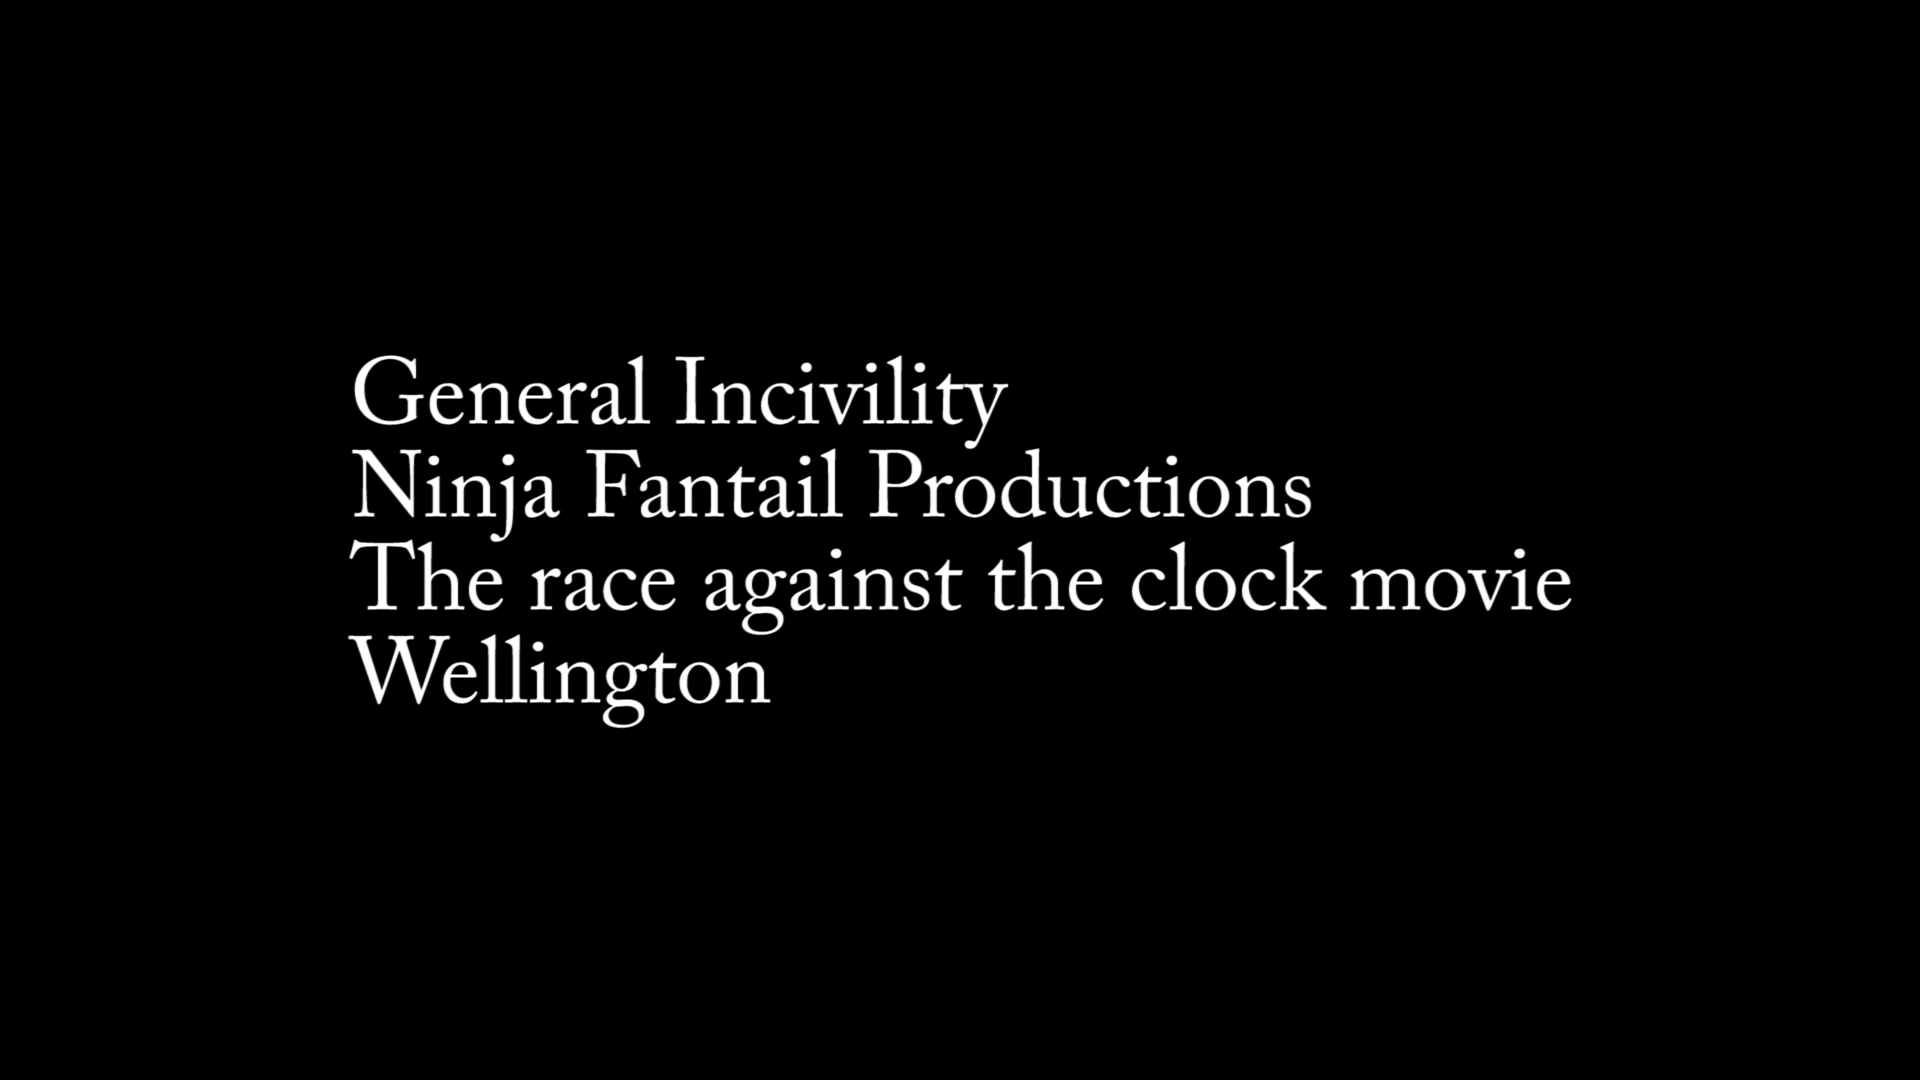 General Incivility
Ninja Fantail Productions
The race against the clock movie
Wellington